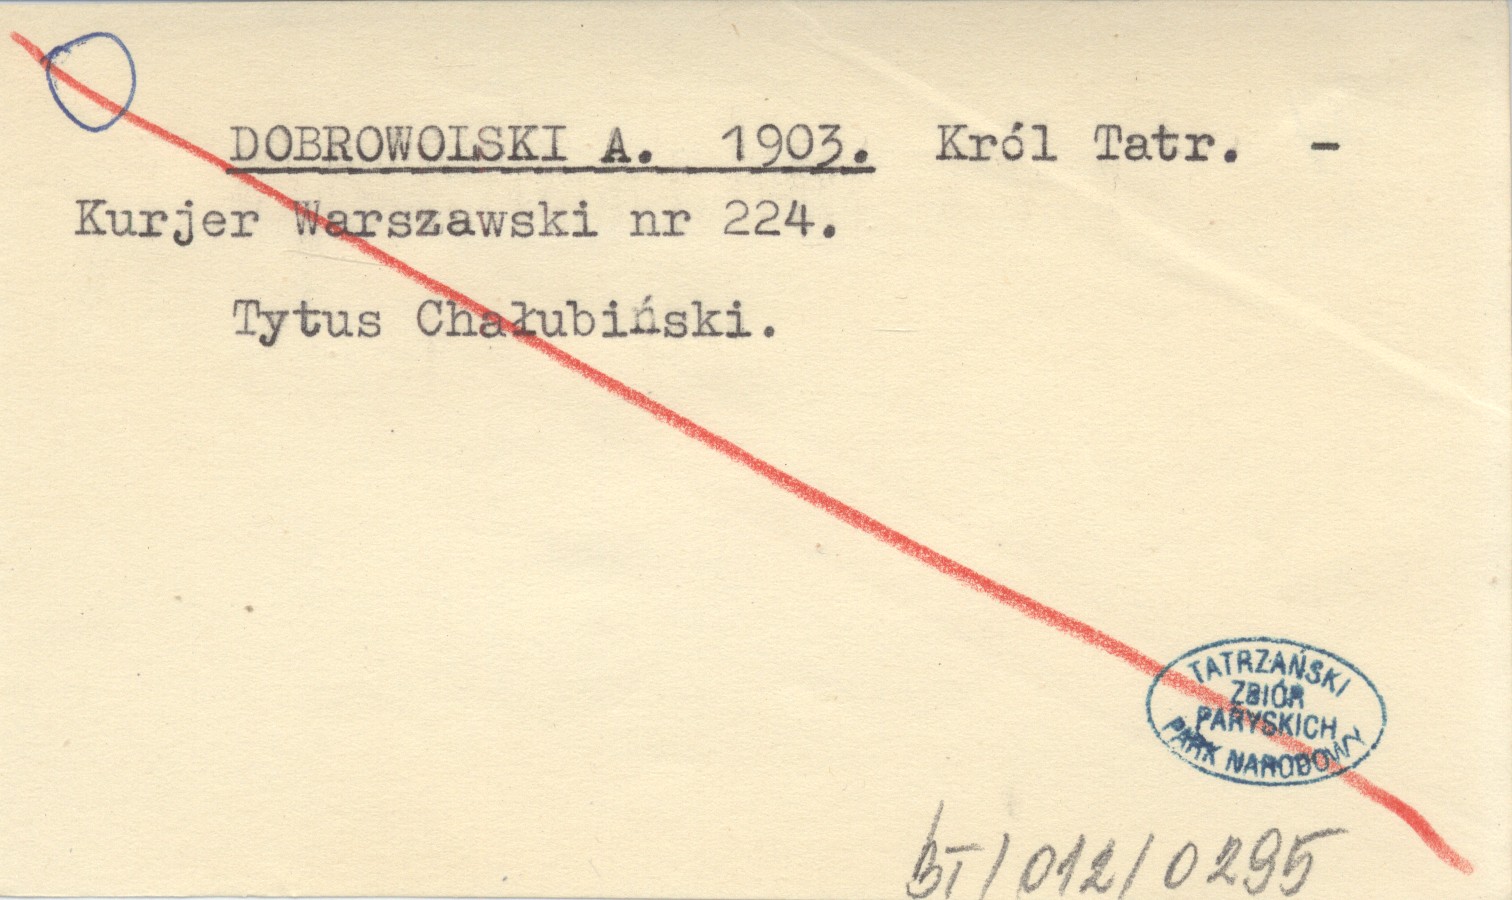 DOBROWOLSKI A. 1903. Król Tatr. -
Kurjer Warszawski nr 224.
Tytus Chałubiński.
TATRZAŃSKI
ZBIÓR
PARYSKICH
PARK NARODOWY
BT/012/0295